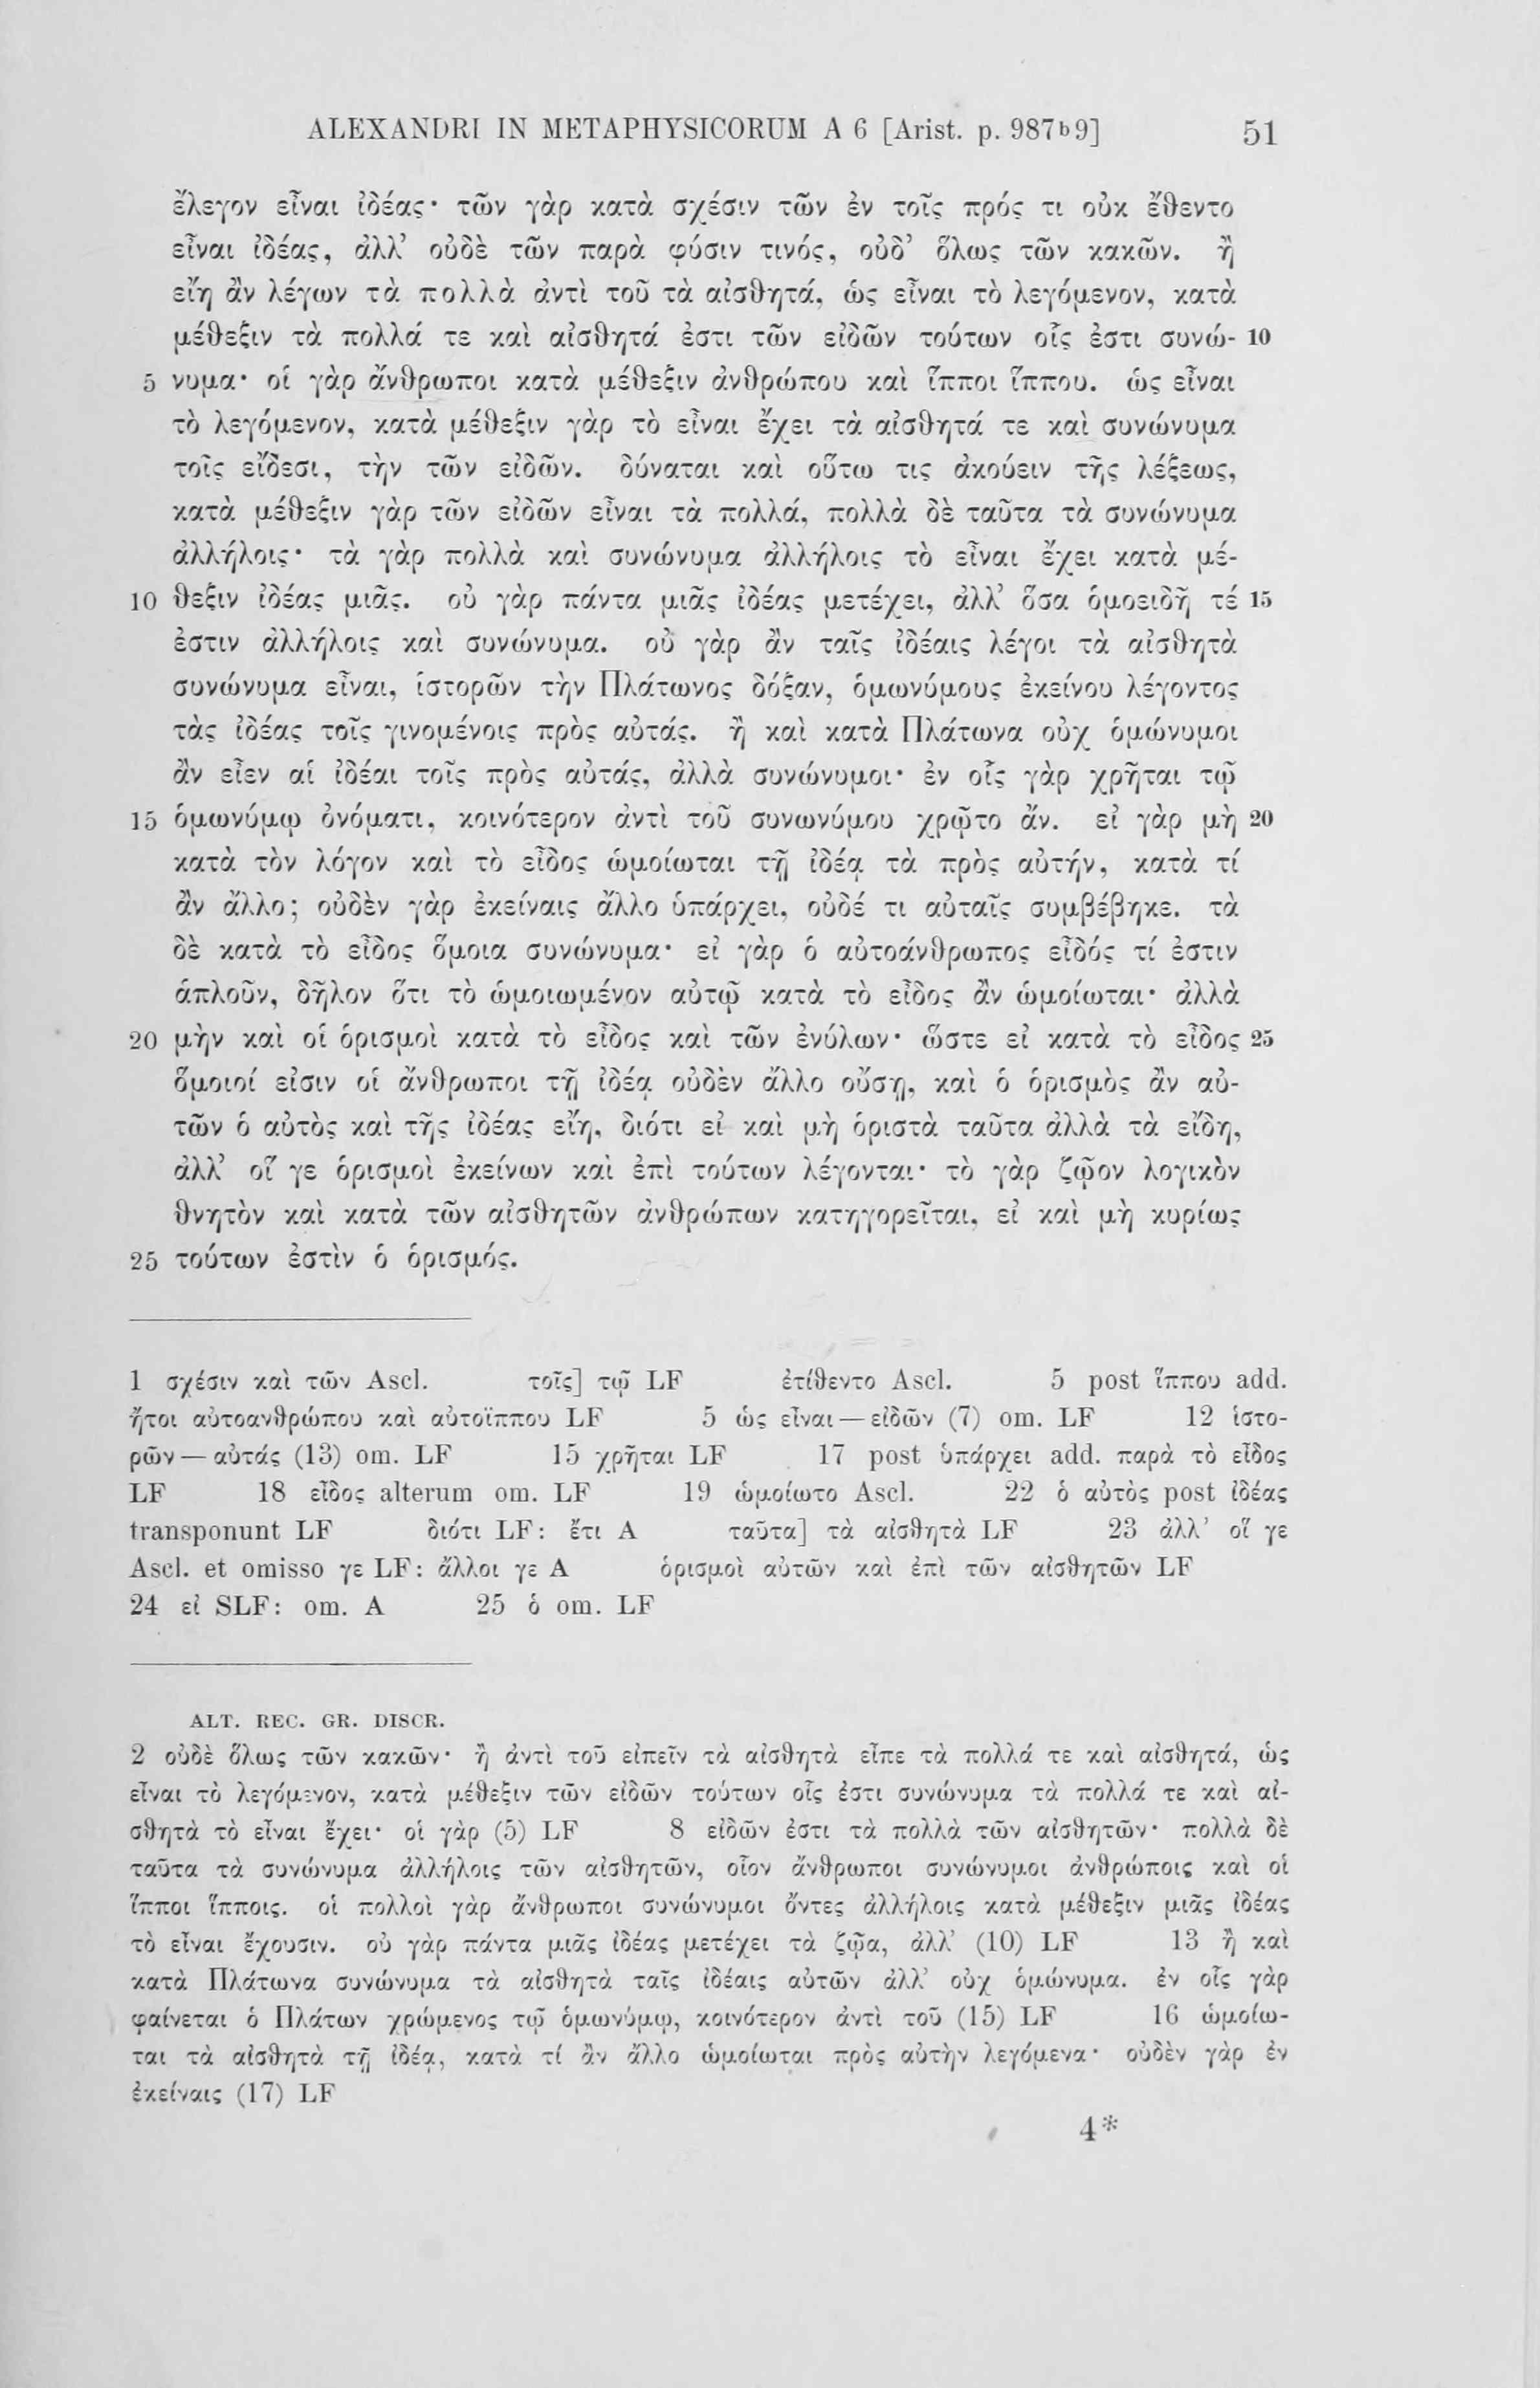 ALEXANDRI IN METAPHYSICORUM A 6 [Arist. p. 987b9] 51
ἔλεγον εἶναι ἰδέας· τῶν γὰρ κατὰ σχέσιν τῶν ἐν τοῖς πρός τι οὐκ ἔθεντο
εἶναι ἰδέας, ἀλλ’ οὐδὲ τῶν παρὰ φύσιν τινός, οὐδ’ ὅλως τῶν κακῶν. ἢ
εἴη ἂν λέγων τὰ πολλὰ ἀντὶ τοῦ τὰ αἰσθητά, ὡς εἶναι τὸ λεγόμενον, κατὰ
μέθεξιν τὰ πολλά τε καὶ αἰσθητά ἐστι τῶν εἰδῶν τούτων οἷς ἐστι συνώ- 10
5 νυμα· οἱ γὰρ ἄνθρωποι κατὰ μέθεξιν ἀνθρώπου καὶ ἵπποι ἵππου. ὡς εἶναι
τὸ λεγόμενον, κατὰ μέθεξιν γὰρ τὸ εἶναι ἔχει τὰ αἰσθητά τε καὶ συνώνυμα
τοῖς εἴδεσι, τὴν τῶν εἰδῶν. δύναται καὶ οὕτω τις ἀκούειν τῆς λέξεως,
κατὰ μέθεξιν γὰρ τῶν εἰδῶν εἶναι τὰ πολλά, πολλὰ δὲ ταῦτα τὰ συνώνυμα
ἀλλήλοις· τὰ γὰρ πολλὰ καὶ συνώνυμα ἀλλήλοις τὸ εἶναι ἔχει κατὰ μέ-
10 θεξιν ἰδέας μιᾶς. οὐ γὰρ πάντα μιᾶς ἰδέας μετέχει, ἀλλ’ ὅσα ὁμοειδῆ τέ 15
ἐστιν ἀλλήλοις καὶ συνώνυμα. οὐ γὰρ ἂν ταῖς ἰδέαις λέγοι τὰ αἰσθητὰ
συνώνυμα εἶναι, ἱστορῶν τὴν Πλάτωνος δόξαν, ὁμωνύμους ἐκείνου λέγοντος
τὰς ἰδέας τοῖς γινομένοις πρὸς αὐτάς. ἢ καὶ κατὰ Πλάτωνα οὐχ ὁμώνυμοι
ἂν εἶεν αἱ ἰδέαι τοῖς πρὸς αὐτάς, ἀλλὰ συνώνυμοι· ἐν οἷς γὰρ χρῆται τῷ
15 ὁμωνύμῳ ὀνόματι, κοινότερον ἀντὶ τοῦ συνωνύμου χρῷτο ἄν. εἰ γὰρ μὴ 20
κατὰ τὸν λόγον καὶ τὸ εἶδος ὡμοίωται τῇ ἰδέᾳ τὰ πρὸς αὐτήν, κατὰ τί
ἂν ἄλλο; οὐδὲν γὰρ ἐκείναις ἄλλο ὑπάρχει, οὐδέ τι αὐταῖς συμβέβηκε. τὰ
δὲ κατὰ τὸ εἶδος ὅμοια συνώνυμα· εἰ γὰρ ὁ αὐτοάνθρωπος εἶδός τί ἐστιν
ἁπλοῦν, δῆλον ὅτι τὸ ὡμοιωμένον αὐτῷ κατὰ τὸ εἶδος ἂν ὡμοίωται· ἀλλὰ
20 μὴν καὶ οἱ ὁρισμοὶ κατὰ τὸ εἶδος καὶ τῶν ἐνύλων· ὥστε εἰ κατὰ τὸ εἶδος 25
ὅμοιοί εἰσιν οἱ ἄνθρωποι τῇ ἰδέᾳ οὐδὲν ἄλλο οὔσῃ, καὶ ὁ ὁρισμὸς ἂν αὐ-
τῶν ὁ αὐτὸς καὶ τῆς ἰδέας εἴη, διότι εἰ καὶ μὴ ὁριστὰ ταῦτα ἀλλὰ τὰ εἴδη,
ἀλλ’ οἵ γε ὁρισμοὶ ἐκείνων καὶ ἐπὶ τούτων λέγονται· τὸ γὰρ ζῷον λογικὸν
θνητὸν καὶ κατὰ τῶν αἰσθητῶν ἀνθρώπων κατηγορεῖται, εἰ καὶ μὴ κυρίως
25 τούτων ἐστὶν ὁ ὁρισμός.
1 σχέσιν καὶ τῶν Ascl. τοῖς] τῷ LF ἐτίθεντο Ascl. 5 post ἵππου add.
ἤτοι αὐτοανθρώπου καὶ αὐτοΐππου LF 5 ὡς εἶναι — εἰδῶν (7) om. LF 12 ἱστο-
ρῶν — αὐτάς (13) om. LF 15 χρῆται LF 17 post ὑπάρχει add. παρὰ τὸ εἶδος
LF 18 εἶδος alterum om. LF 19 ὡμοίωτο Ascl. 22 ὁ αὐτὸς post ἰδέας
transponunt LF διότι LF: ἔτι A ταῦτα] τὰ αἰσθητὰ LF 23 ἀλλ’ οἵ γε
Ascl. et omisso γε LF: ἄλλοι γε A ὁρισμοὶ αὐτῶν καὶ ἐπὶ τῶν αἰσθητῶν LF
24 εἰ SLF: om. A 25 ὁ om. LF
ALT. REC. GR. DISCR.
2 οὐδὲ ὅλως τῶν κακῶν· ἢ ἀντὶ τοῦ εἰπεῖν τὰ αἰσθητὰ εἶπε τὰ πολλά τε καὶ αἰσθητά, ὡς
εἶναι τὸ λεγόμενον, κατὰ μέθεξιν τῶν εἰδῶν τούτων οἷς ἐστι συνώνυμα τὰ πολλά τε καὶ αἰ-
σθητὰ τὸ εἶναι ἔχει· οἱ γὰρ (5) LF 8 εἰδῶν ἐστι τὰ πολλὰ τῶν αἰσθητῶν· πολλὰ δὲ
ταῦτα τὰ συνώνυμα ἀλλήλοις τῶν αἰσθητῶν, οἷον ἄνθρωποι συνώνυμοι ἀνθρώποις καὶ οἱ
ἵπποι ἵπποις. οἱ πολλοὶ γὰρ ἄνθρωποι συνώνυμοι ὄντες ἀλλήλοις κατὰ μέθεξιν μιᾶς ἰδέας
τὸ εἶναι ἔχουσιν. οὐ γὰρ πάντα μιᾶς ἰδέας μετέχει τὰ ζῷα, ἀλλ’ (10) LF 13 ἢ καὶ
κατὰ Πλάτωνα συνώνυμα τὰ αἰσθητὰ ταῖς ἰδέαις αὐτῶν ἀλλ’ οὐχ ὁμώνυμα. ἐν οἷς γὰρ
φαίνεται ὁ Πλάτων χρώμενος τῷ ὁμωνύμῳ, κοινότερον ἀντὶ τοῦ (15) LF 16 ὡμοίω-
ται τὰ αἰσθητὰ τῇ ἰδέᾳ, κατὰ τί ἂν ἄλλο ὡμοίωται πρὸς αὐτὴν λεγόμενα· οὐδὲν γὰρ ἐν
ἐκείναις (17) LF
4*